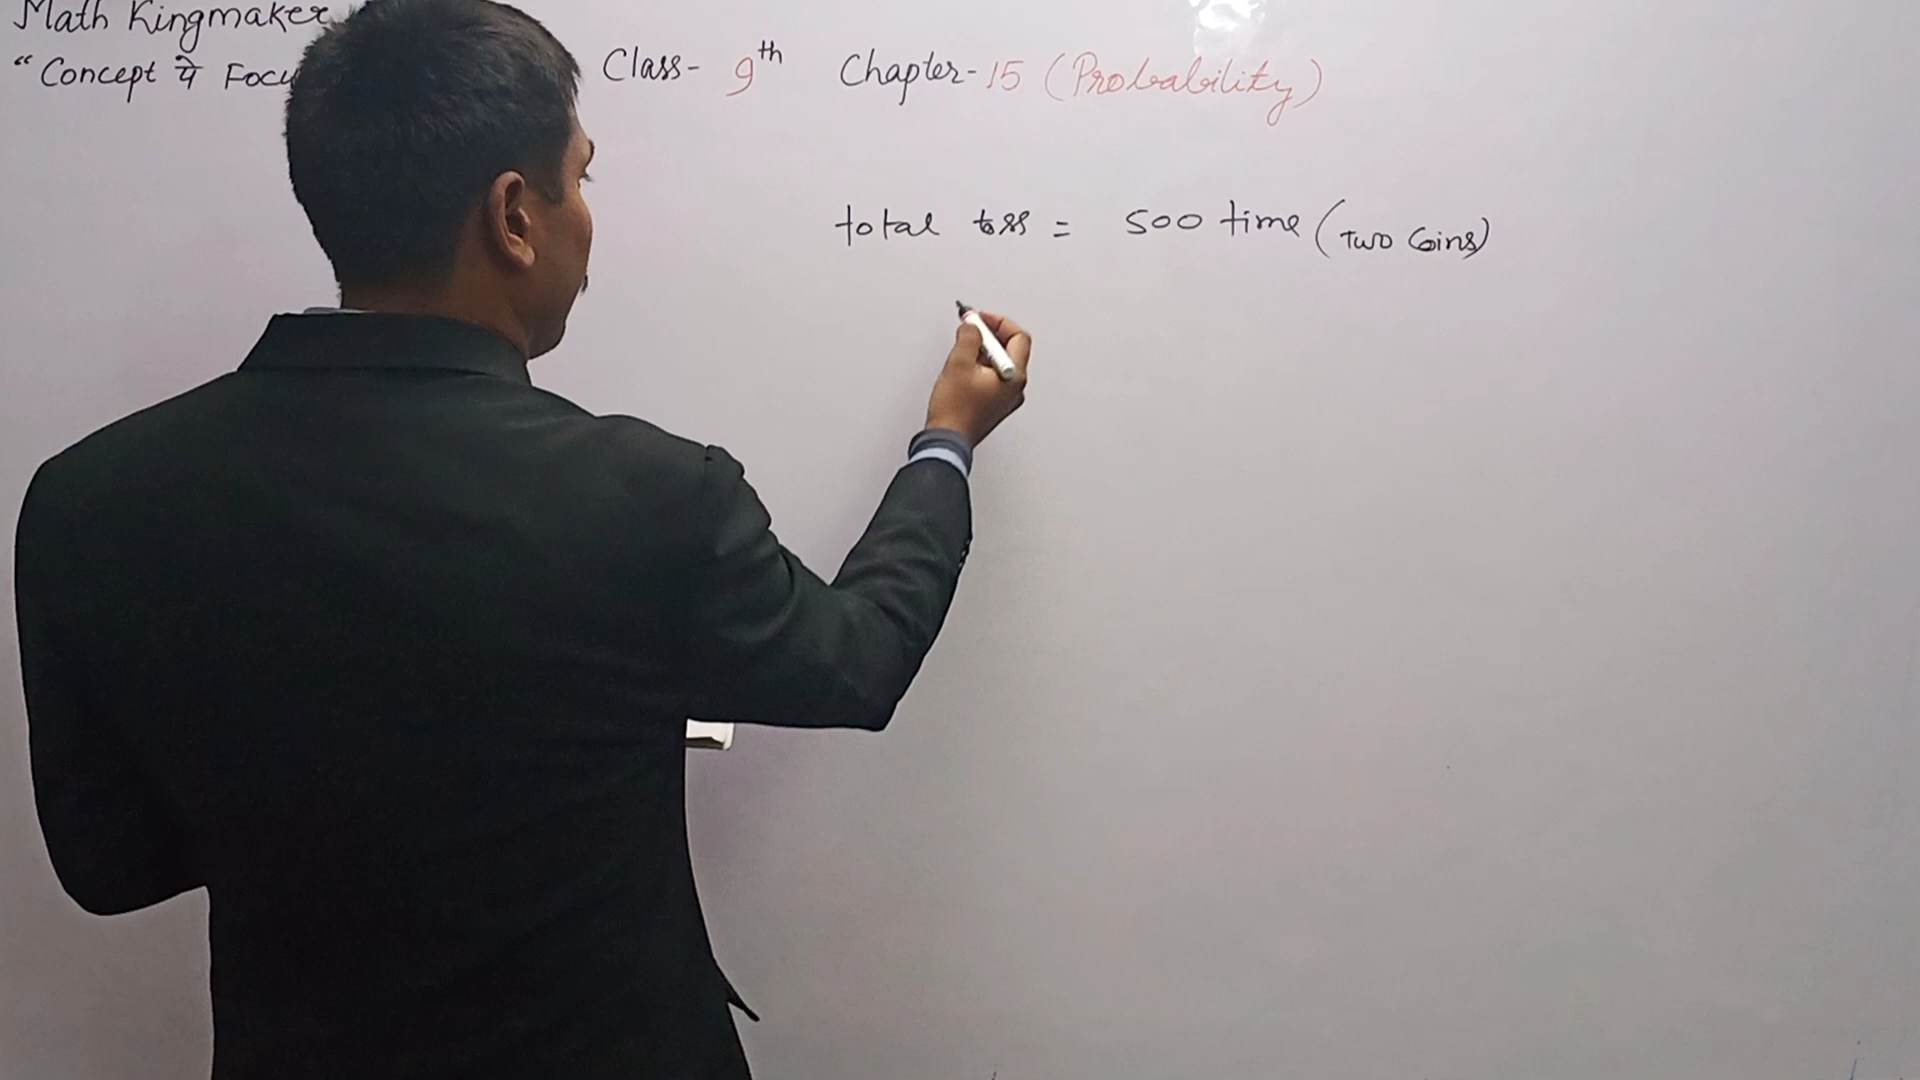 Math Kingmaker
"Concept पे Focu
Class- 9th Chapter-15 (Probability)
total toss = 500 time (Two Coins)